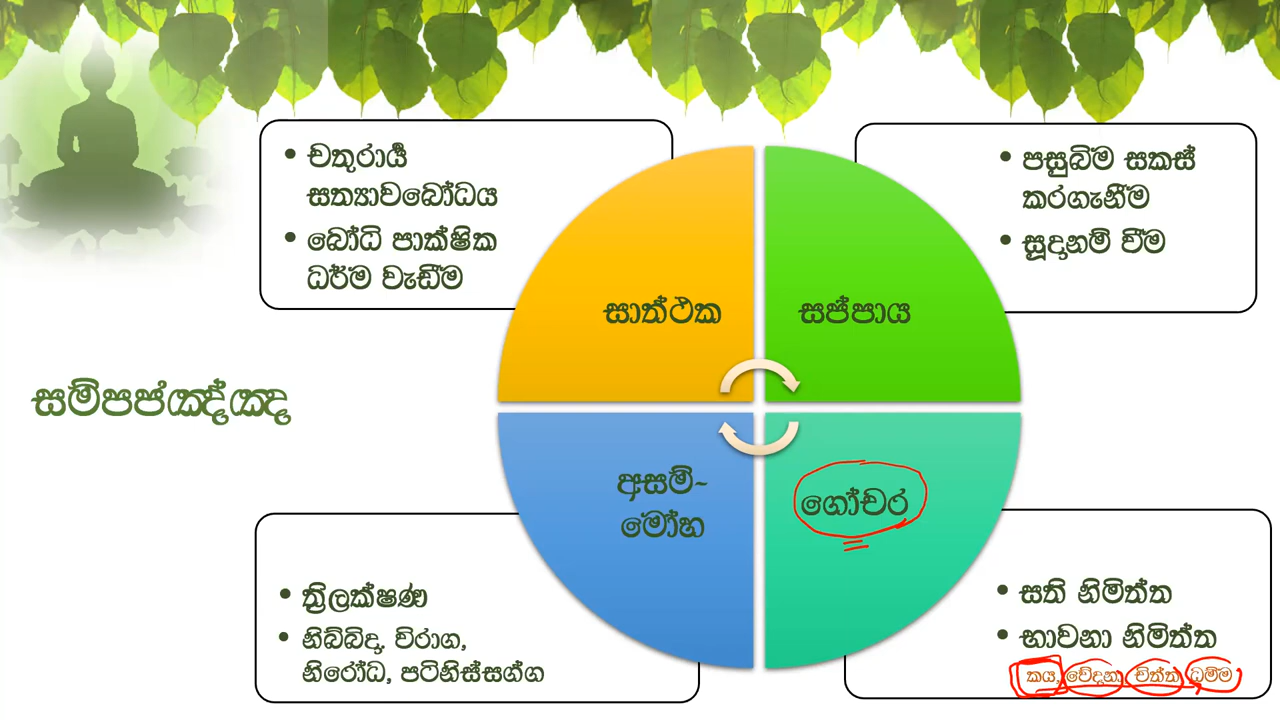 චතුරාර්‍ය
සත්‍යාවබෝධය
බෝධි පාක්ෂික
ධර්ම වැඩීම
පසුබිම සකස්
කරගැනීම
සූදානම් වීම
සාත්ථක
සප්පාය
සම්පජඤ්ඤ
අසම්-
මෝහ
ගෝචර
ත්‍රිලක්ෂණ
නිබ්බිදා. විරාග,
නිරෝධ, පටිනිස්සග්ග
සති නිමිත්ත
භාවනා නිමිත්ත
කය, වේදනා චිත්ත ධම්ම